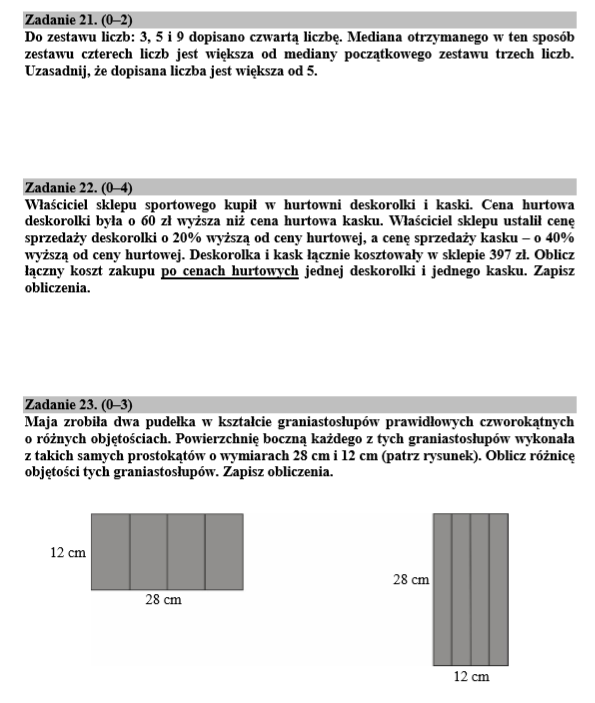 Zadanie 21. (0–2)
Do zestawu liczb: 3, 5 i 9 dopisano czwartą liczbę. Mediana otrzymanego w ten sposób
zestawu czterech liczb jest większa od mediany początkowego zestawu trzech liczb.
Uzasadnij, że dopisana liczba jest większa od 5.
Zadanie 22. (0–4)
Właściciel sklepu sportowego kupił w hurtowni deskorolki i kaski. Cena hurtowa
deskorolki była o 60 zł wyższa niż cena hurtowa kasku. Właściciel sklepu ustalił cenę
sprzedaży deskorolki o 20% wyższą od ceny hurtowej, a cenę sprzedaży kasku – o 40%
wyższą od ceny hurtowej. Deskorolka i kask łącznie kosztowały w sklepie 397 zł. Oblicz
łączny koszt zakupu po cenach hurtowych jednej deskorolki i jednego kasku. Zapisz
obliczenia.
Zadanie 23. (0–3)
Maja zrobiła dwa pudełka w kształcie graniastosłupów prawidłowych czworokątnych
o różnych objętościach. Powierzchnię boczną każdego z tych graniastosłupów wykonała
z takich samych prostokątów o wymiarach 28 cm i 12 cm (patrz rysunek). Oblicz różnicę
objętości tych graniastosłupów. Zapisz obliczenia.
12 cm
28 cm
28 cm
12 cm